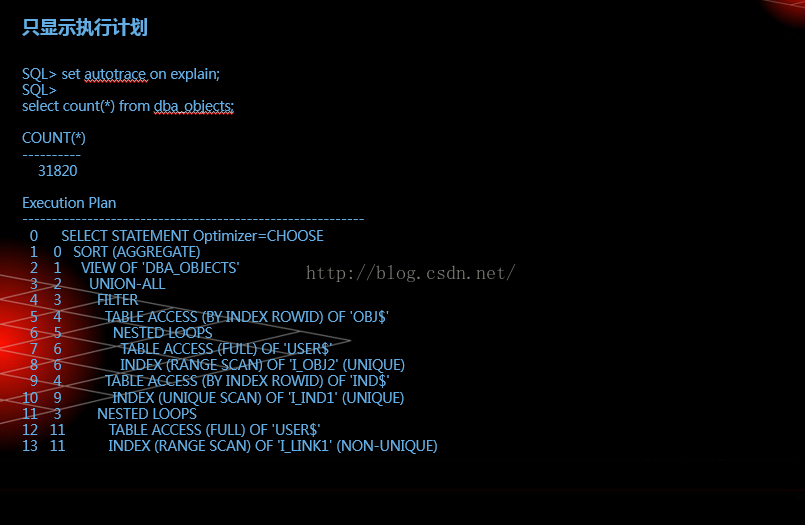 只显示执行计划
SQL> set autotrace on explain;
SQL>
select count(*) from dba_objects;
COUNT(*)
----------
31820
Execution Plan
----------------------------------------------------------
0 SELECT STATEMENT Optimizer=CHOOSE
1 0 SORT (AGGREGATE)
2 1 VIEW OF 'DBA_OBJECTS'
http://blog.csdn.net/
3 2 UNION-ALL
4 3 FILTER
5 4 TABLE ACCESS (BY INDEX ROWID) OF 'OBJ$'
6 5 NESTED LOOPS
7 6 TABLE ACCESS (FULL) OF 'USER$'
8 6 INDEX (RANGE SCAN) OF 'I_OBJ2' (UNIQUE)
9 4 TABLE ACCESS (BY INDEX ROWID) OF 'IND$'
10 9 INDEX (UNIQUE SCAN) OF 'I_IND1' (UNIQUE)
11 3 NESTED LOOPS
12 11 TABLE ACCESS (FULL) OF 'USER$'
13 11 INDEX (RANGE SCAN) OF 'I_LINK1' (NON-UNIQUE)